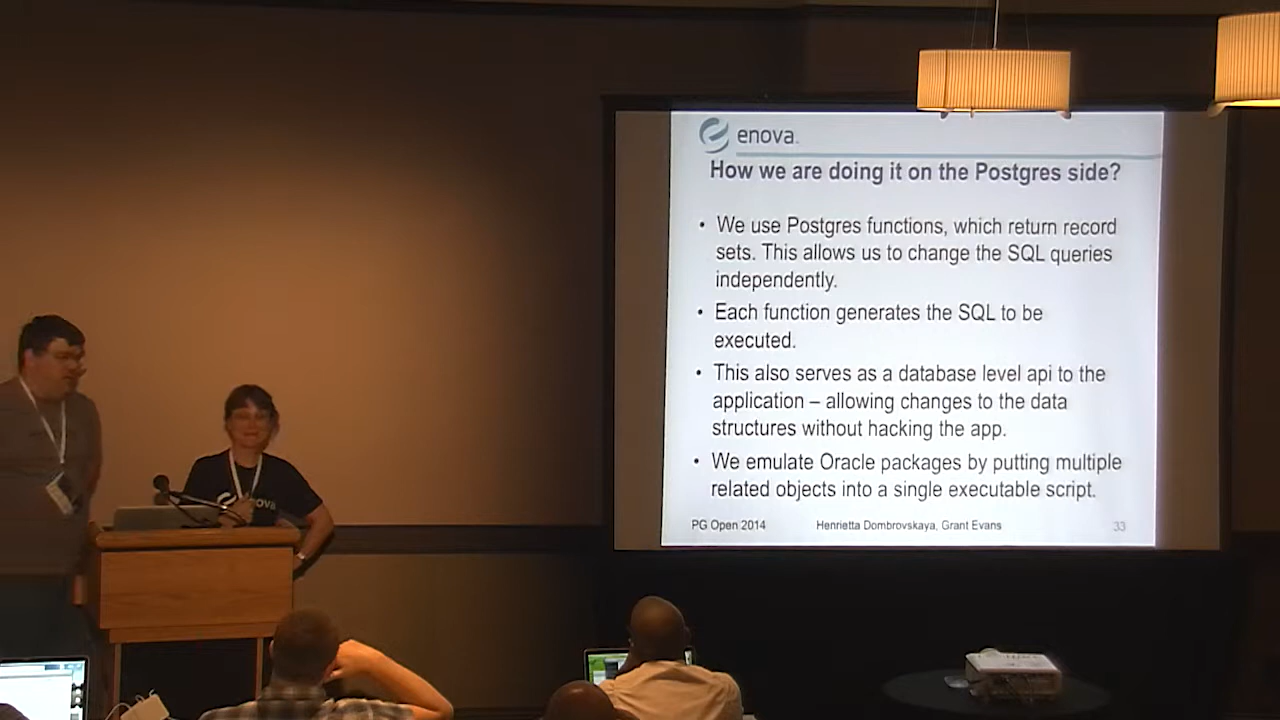 enova
How we are doing it on the Postgres side?
• We use Postgres functions, which return record
sets. This allows us to change the SQL queries
independently.
• Each function generates the SQL to be
executed.
• This also serves as a database level api to the
application – allowing changes to the data
structures without hacking the app.
• We emulate Oracle packages by putting multiple
related objects into a single executable script.
PG Open 2014 Henrietta Dombrovskaya, Grant Evans 33
enova